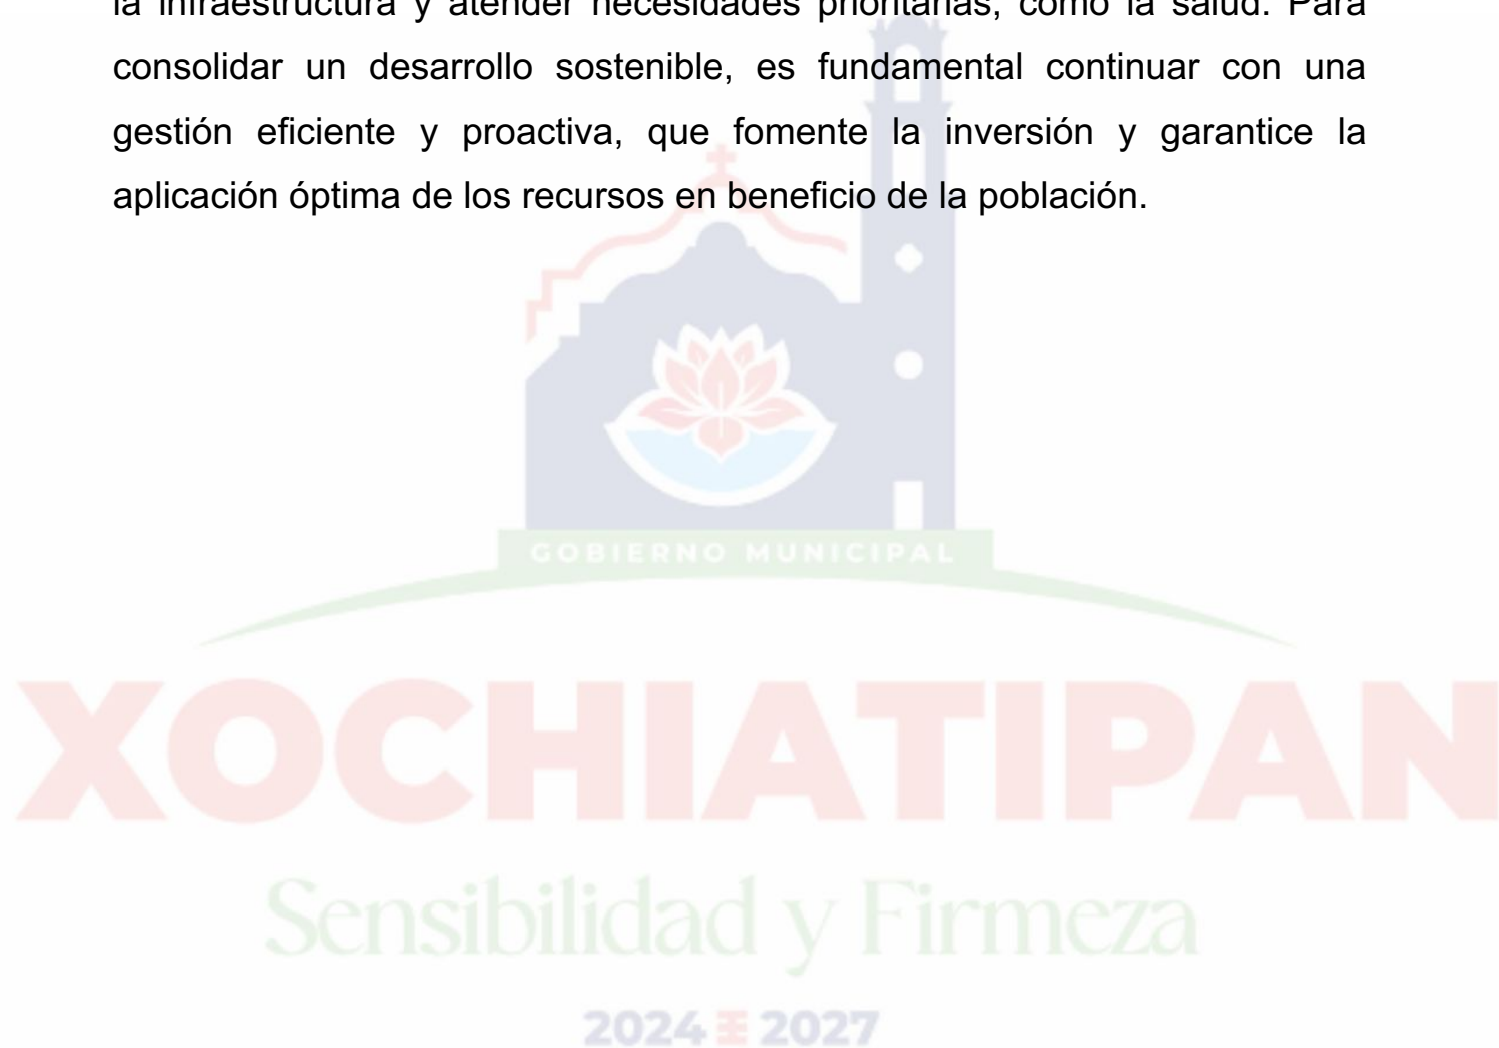 la infraestructura y atender necesidades prioritarias, como la salud. Para
consolidar un desarrollo sostenible, es fundamental continuar con una
gestión eficiente y proactiva, que fomente la inversión y garantice la
aplicación óptima de los recursos en beneficio de la población.
GOBIERNO MUNICIPAL
XOCHIATIPAN
Sensibilidad y Firmeza
2024 2027